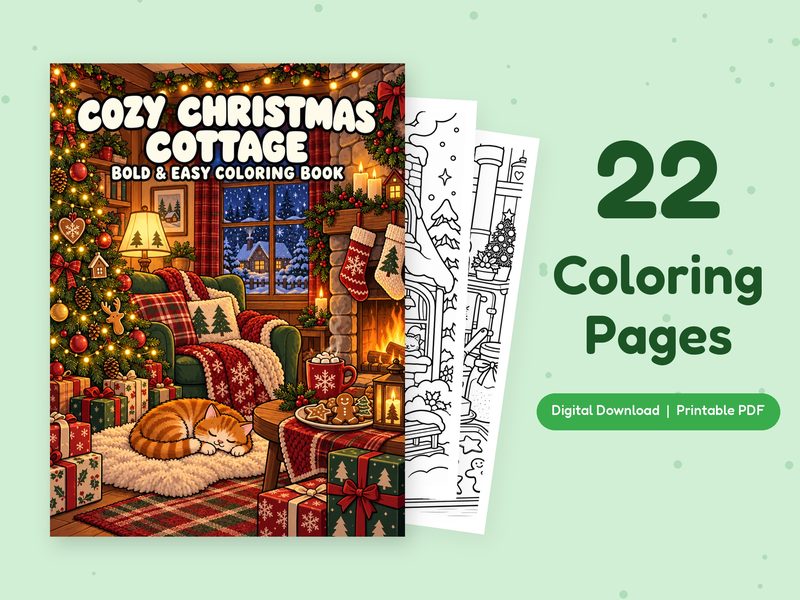 COZY CHRISTMAS
COTTAGE
BOLD & EASY COLORING BOOK
22
Coloring
Pages
Digital Download | Printable PDF